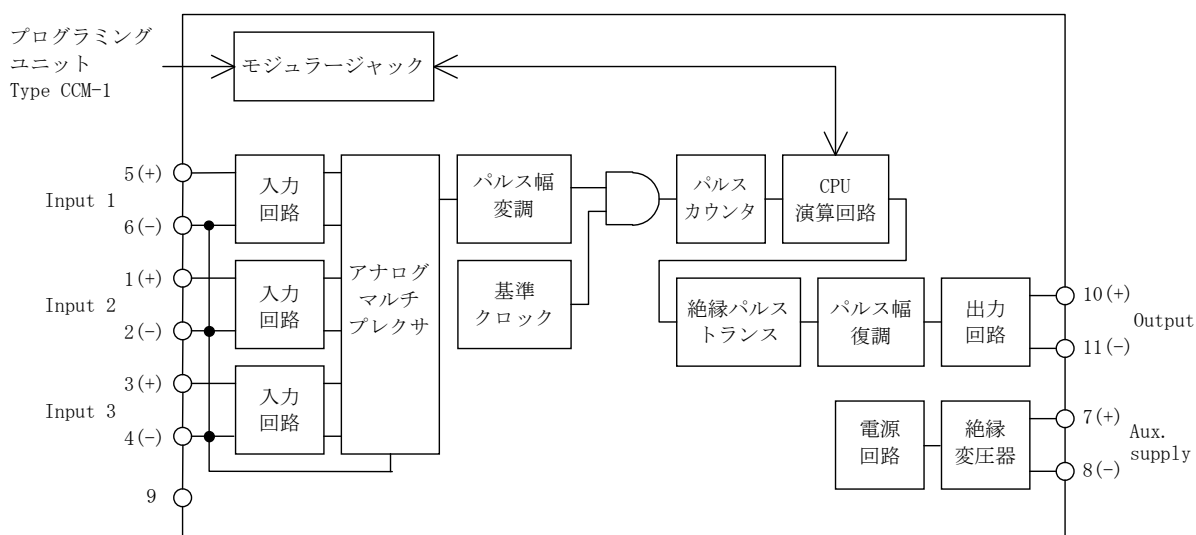 プログラミング
ユニット
Type CCM-1
モジュラージャック
Input 1
5(+)
6(-)
入力
回路
Input 2
1(+)
2(-)
入力
回路
Input 3
3(+)
4(-)
入力
回路
9
アナログ
マルチ
プレクサ
パルス幅
変調
基準
クロック
パルス
カウンタ
CPU
演算回路
絶縁パルス
トランス
パルス幅
復調
出力
回路
10(+)
Output
11(-)
電源
回路
絶縁
変圧器
7(+)
Aux.
supply
8(-)